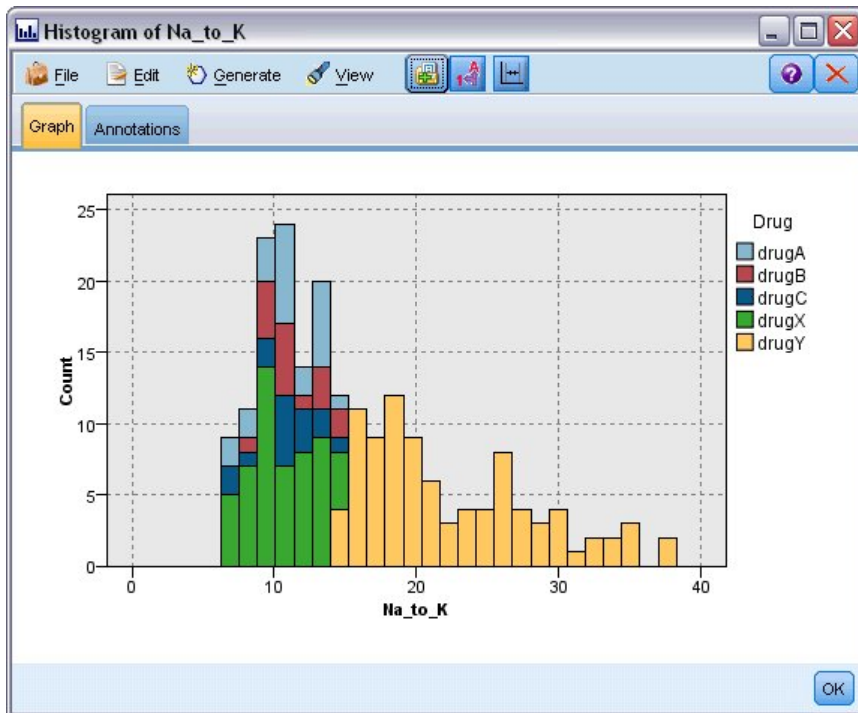 Histogram of Na_to_K
File Edit Generate View
Graph Annotations
25
20
15
10
5
0
Count
0 10 20 30 40
Na_to_K
Drug
drugA
drugB
drugC
drugX
drugY
OK